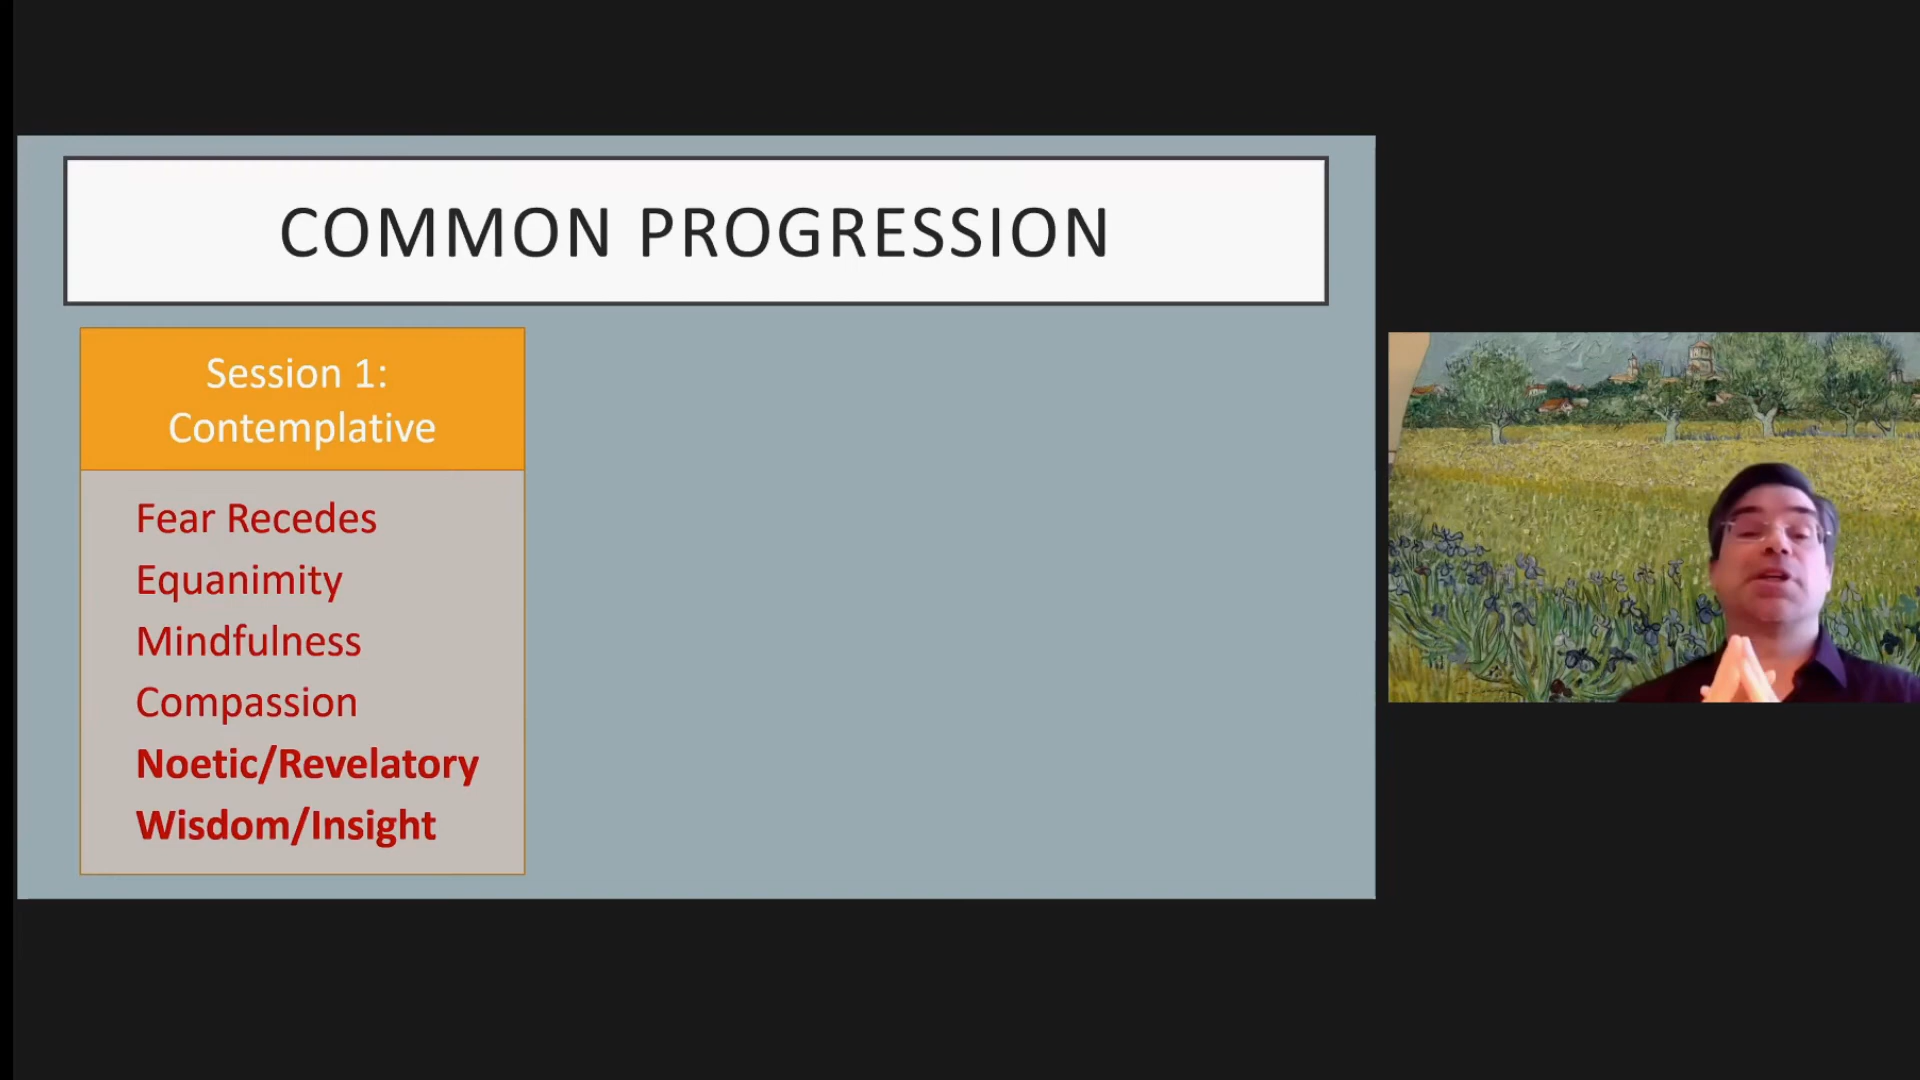 COMMON PROGRESSION
Session 1:
Contemplative
Fear Recedes
Equanimity
Mindfulness
Compassion
Noetic/Revelatory
Wisdom/Insight